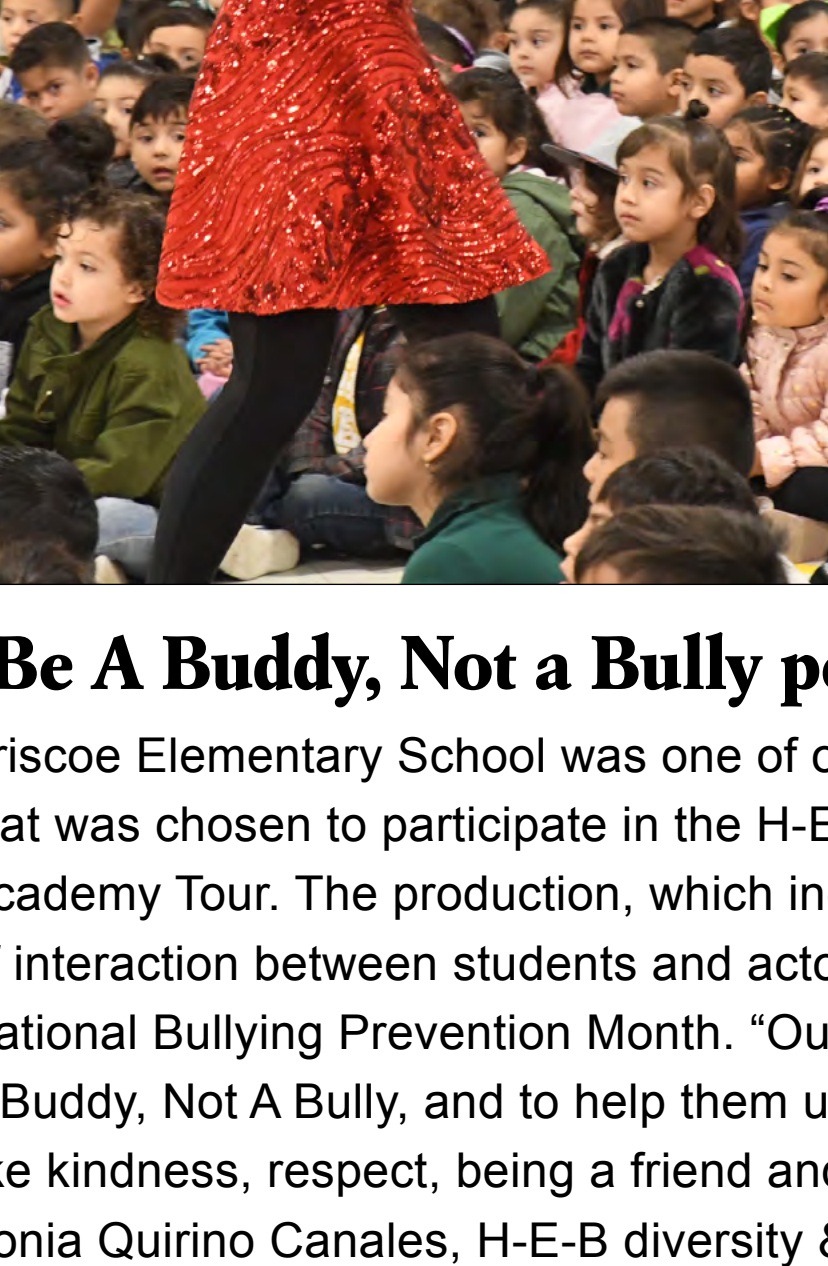 Be A Buddy, Not a Bully p
riscoe Elementary School was one of
at was chosen to participate in the H-E
cademy Tour. The production, which in
interaction between students and acto
ational Bullying Prevention Month. “Ou
Buddy, Not A Bully, and to help them u
ke kindness, respect, being a friend and
onia Quirino Canales, H-E-B diversity &